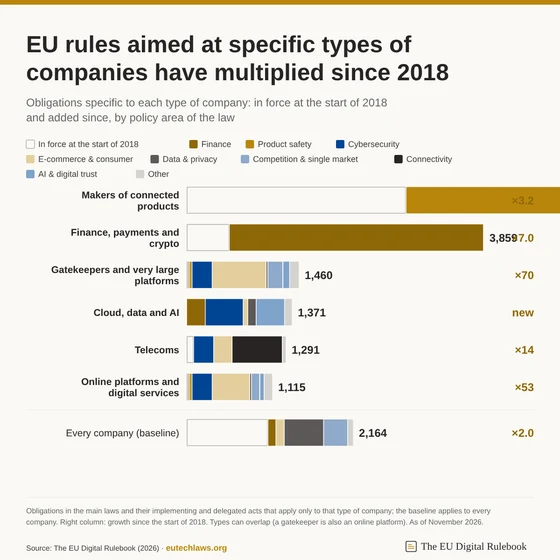 EU rules aimed at specific types of
companies have multiplied since 2018
Obligations specific to each type of company: in force at the start of 2018
and added since, by policy area of the law
In force at the start of 2018 Finance Product safety Cybersecurity
E-commerce & consumer Data & privacy Competition & single market Connectivity
AI & digital trust Other
Makers of connected
products ×3.2
Finance, payments and
crypto 3,859 ×7.0
Gatekeepers and very large
platforms 1,460 ×70
Cloud, data and AI 1,371 new
Telecoms 1,291 ×14
Online platforms and
digital services 1,115 ×53
Every company (baseline) 2,164 ×2.0
Obligations in the main laws and their implementing and delegated acts that apply only to that type of company; the baseline applies to every
company. Right column: growth since the start of 2018. Types can overlap (a gatekeeper is also an online platform). As of November 2026.
Source: The EU Digital Rulebook (2026) · eutechlaws.org
The EU Digital Rulebook